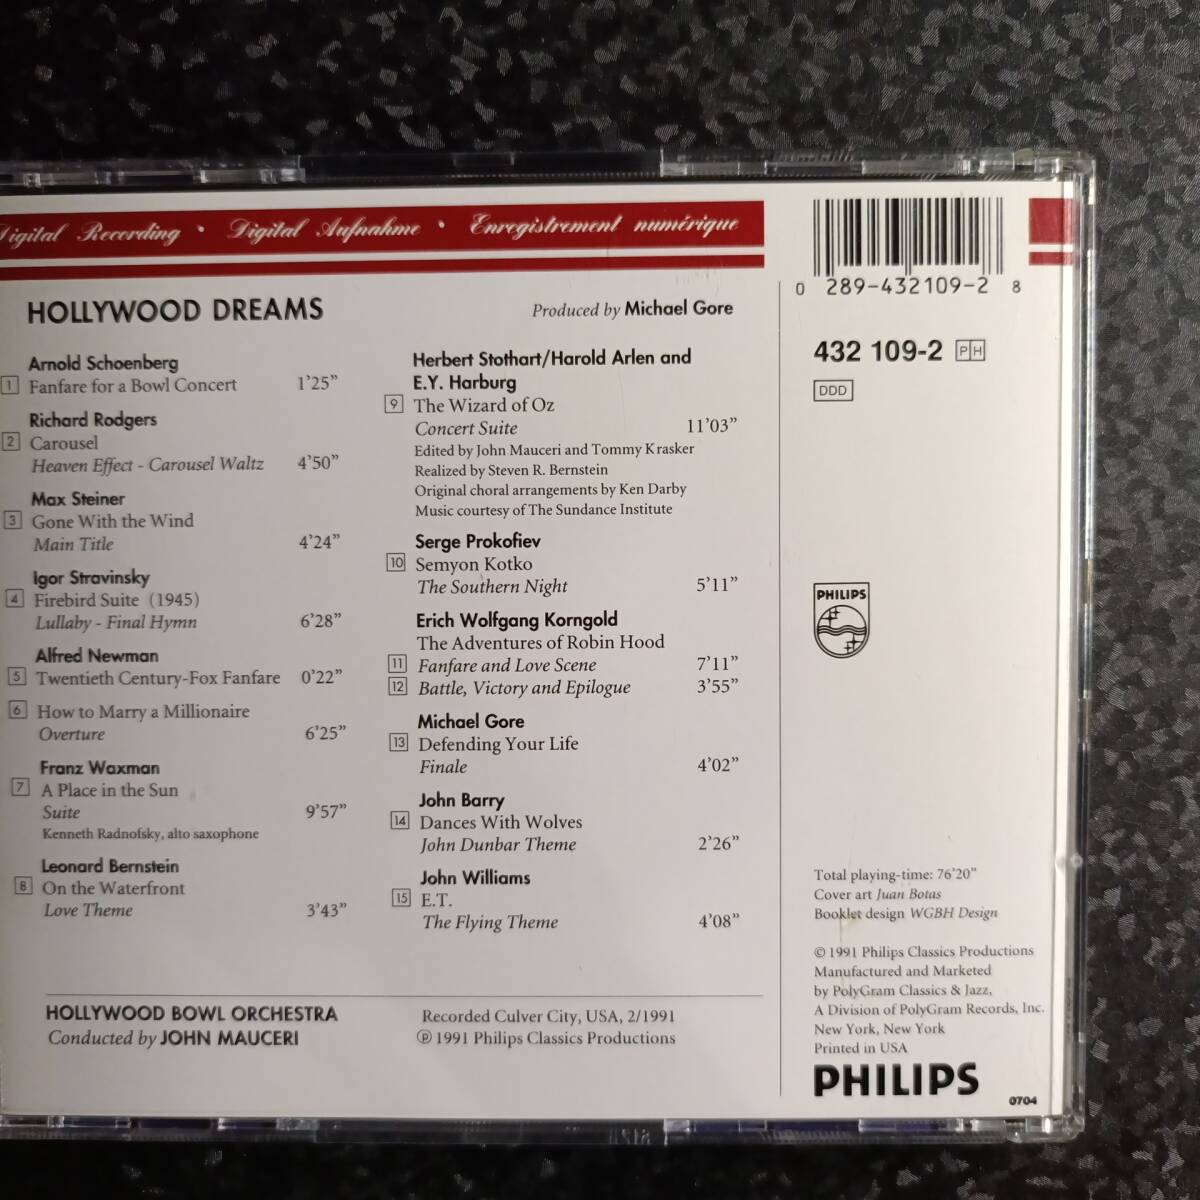 Digital Recording • Digital Aufnahme • Enregistrement numérique
HOLLYWOOD DREAMS
Produced by Michael Gore
Arnold Schoenberg
1 Fanfare for a Bowl Concert 1'25"
Richard Rodgers
2 Carousel
Heaven Effect - Carousel Waltz 4'50"
Max Steiner
3 Gone With the Wind
Main Title 4'24"
Igor Stravinsky
4 Firebird Suite (1945)
Lullaby - Final Hymn 6'28"
Alfred Newman
5 Twentieth Century-Fox Fanfare 0'22"
6 How to Marry a Millionaire
Overture 6'25"
Franz Waxman
7 A Place in the Sun
Suite 9'57"
Kenneth Radnofsky, alto saxophone
Leonard Bernstein
8 On the Waterfront
Love Theme 3'43"
Herbert Stothart/Harold Arlen and
E.Y. Harburg
9 The Wizard of Oz
Concert Suite 11'03"
Edited by John Mauceri and Tommy Krasker
Realized by Steven R. Bernstein
Original choral arrangements by Ken Darby
Music courtesy of The Sundance Institute
Serge Prokofiev
10 Semyon Kotko
The Southern Night 5'11"
Erich Wolfgang Korngold
The Adventures of Robin Hood
11 Fanfare and Love Scene 7'11"
12 Battle, Victory and Epilogue 3'55"
Michael Gore
13 Defending Your Life
Finale 4'02"
John Barry
14 Dances With Wolves
John Dunbar Theme 2'26"
John Williams
15 E.T.
The Flying Theme 4'08"
HOLLYWOOD BOWL ORCHESTRA
Conducted by JOHN MAUCERI
Recorded Culver City, USA, 2/1991
℗ 1991 Philips Classics Productions
0 289-432109-2 8
432 109-2 PH
DDD
PHILIPS
Total playing-time: 76'20"
Cover art Juan Botas
Booklet design WGBH Design
© 1991 Philips Classics Productions
Manufactured and Marketed
by PolyGram Classics & Jazz,
A Division of PolyGram Records, Inc.
New York, New York
Printed in USA
PHILIPS
0704